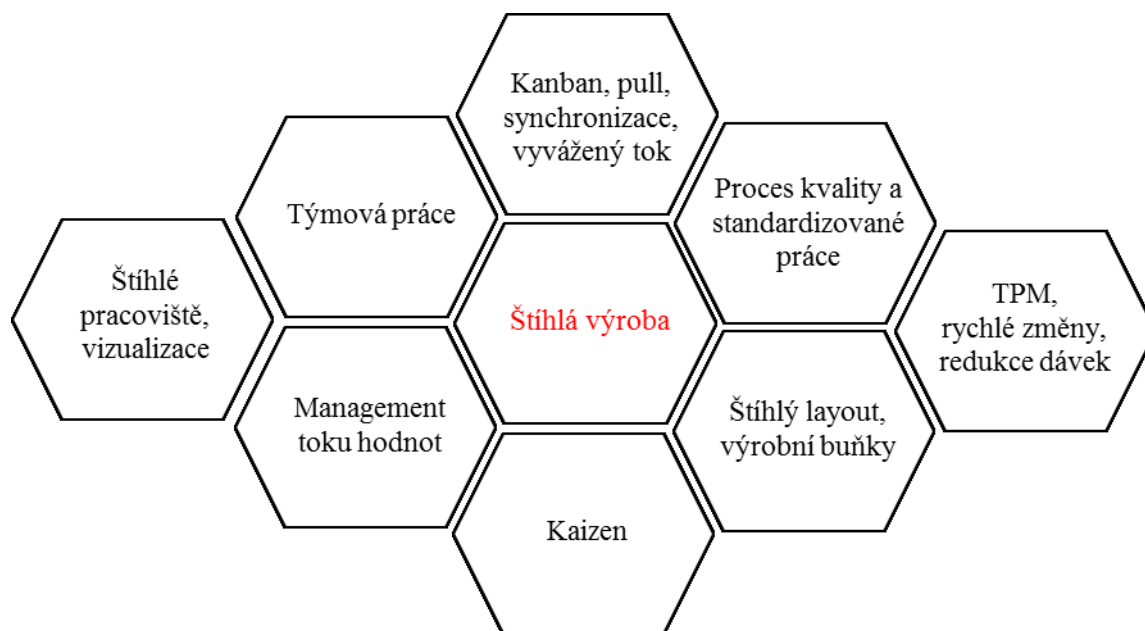 Kanban, pull,
synchronizace,
vyvážený tok
Týmová práce
Proces kvality a
standardizované
práce
Štíhlé
pracoviště,
vizualizace
Štíhlá výroba
TPM,
rychlé změny,
redukce dávek
Management
toku hodnot
Štíhlý layout,
výrobní buňky
Kaizen